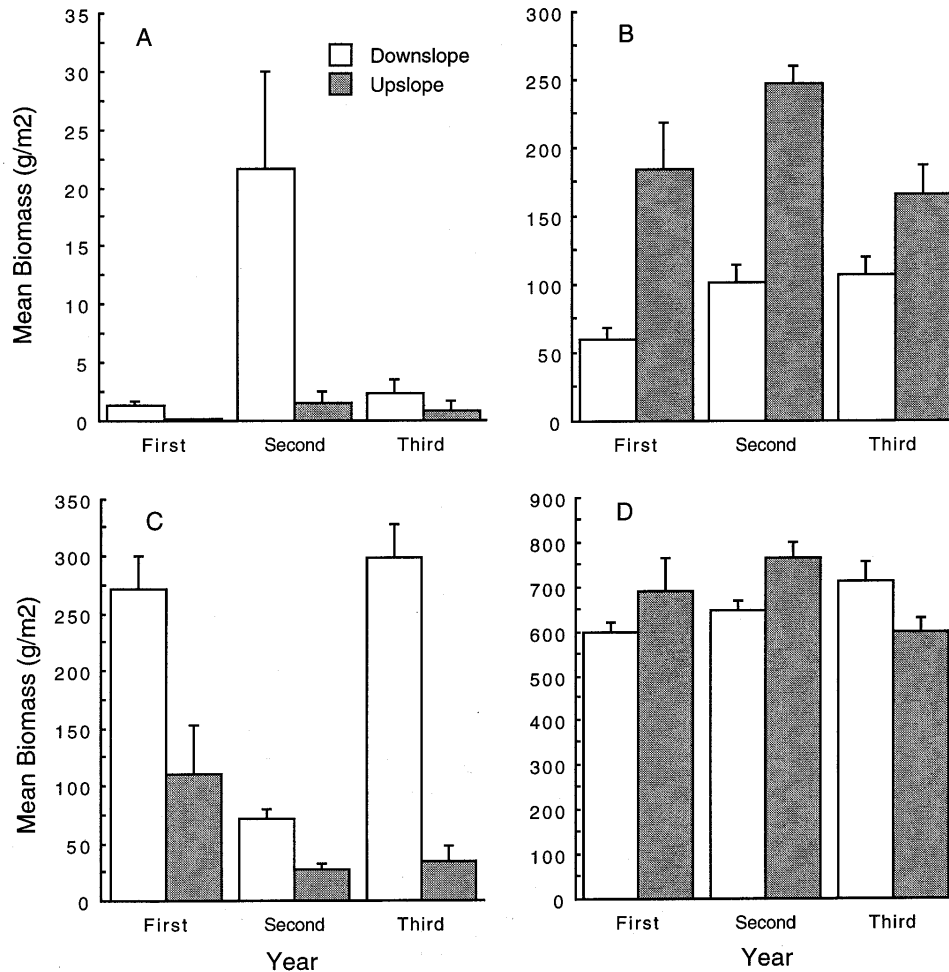 A
Downslope
Upslope
Mean Biomass (g/m2)
35
30
25
20
15
10
5
0
First Second Third
B
300
250
200
150
100
50
0
First Second Third
C
Mean Biomass (g/m2)
350
300
250
200
150
100
50
0
First Second Third
Year
D
900
800
700
600
500
400
300
200
100
0
First Second Third
Year